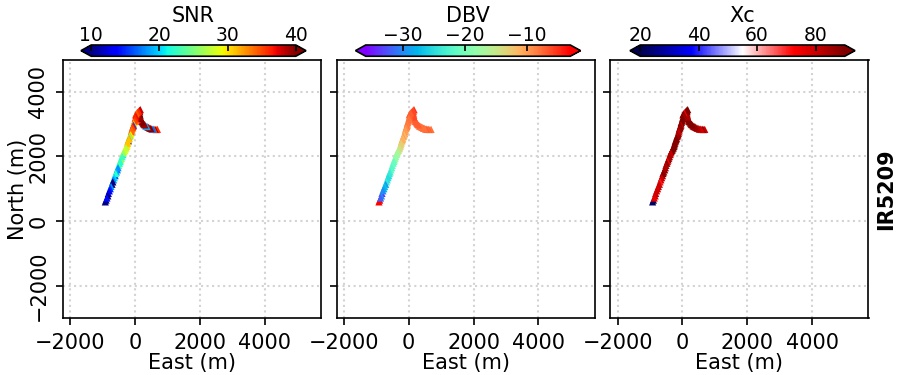 SNR DBV Xc
10 20 30 40 −30 −20 −10 20 40 60 80
4000
2000
0
−2000
North (m)
IR5209
−2000 0 2000 4000 −2000 0 2000 4000 −2000 0 2000 4000
East (m) East (m) East (m)